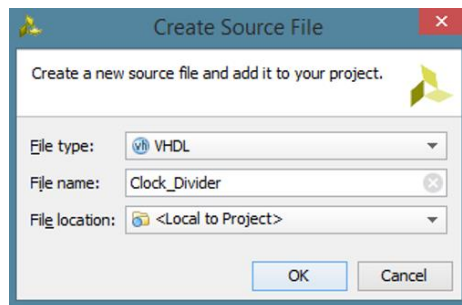 Create Source File
Create a new source file and add it to your project.
File type: VHDL
File name: Clock_Divider
File location: <Local to Project>
OK Cancel